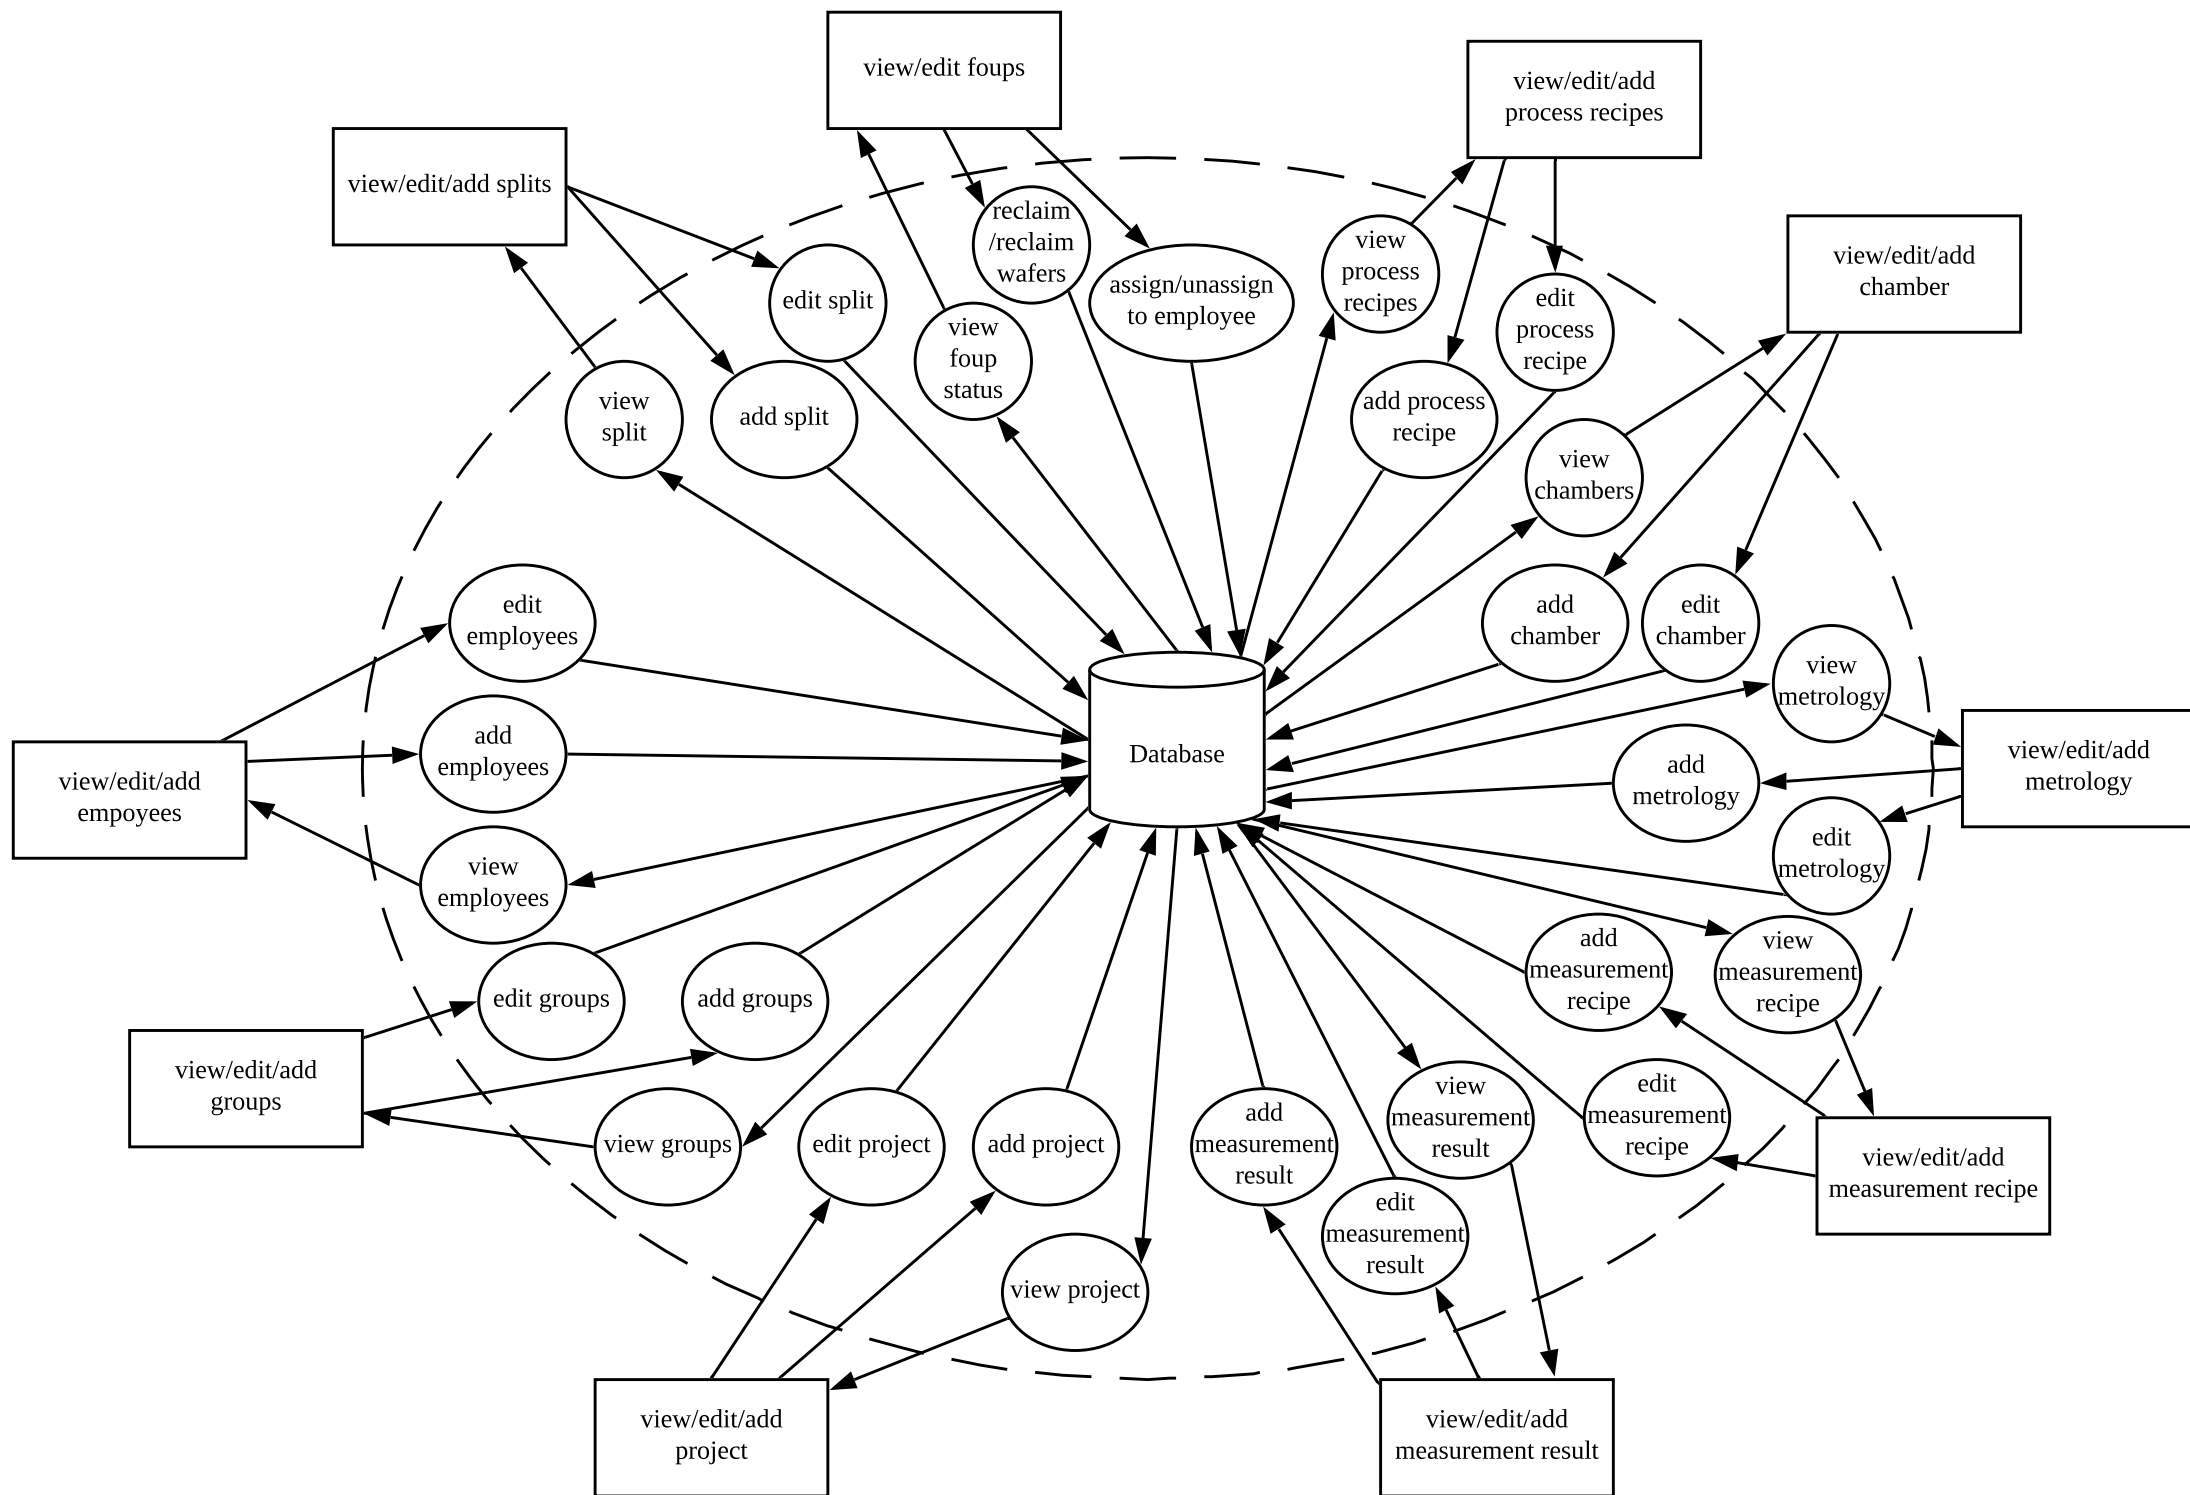 view/edit foups
view/edit/add
process recipes
view/edit/add splits
reclaim
/reclaim
wafers
view
process
recipes
view/edit/add
chamber
edit split
assign/unassign
to employee
edit
process
recipe
view
foup
status
view
split
add split
add process
recipe
view
chambers
edit
employees
add
chamber
edit
chamber
view
metrology
add
employees
Database
add
metrology
view/edit/add
metrology
view/edit/add
empoyees
edit
metrology
view
employees
add
measurement
recipe
view
measurement
recipe
edit groups
add groups
view/edit/add
groups
view groups
edit project
add project
add
measurement
result
view
measurement
result
edit
measurement
recipe
view/edit/add
measurement recipe
edit
measurement
result
view project
view/edit/add
project
view/edit/add
measurement result